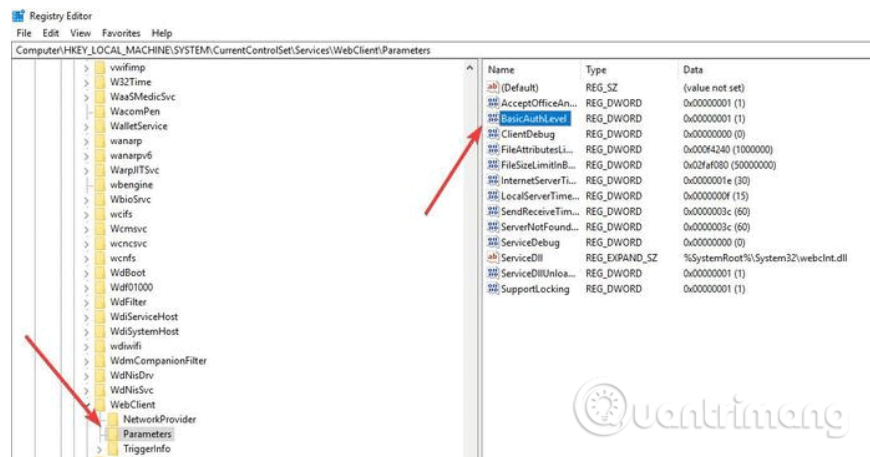 Registry Editor
File Edit View Favorites Help
Computer\HKEY_LOCAL_MACHINE\SYSTEM\CurrentControlSet\Services\WebClient\Parameters
vwifimp
W32Time
WaaSMedicSvc
WacomPen
WalletService
wanarp
wanarpv6
WarpJITSvc
wbengine
WbioSrvc
wcifs
Wcmsvc
wcncsvc
wcnfs
WdBoot
Wdf01000
WdFilter
WdiServiceHost
WdiSystemHost
wdiwifi
WdmCompanionFilter
WdNisDrv
WdNisSvc
WebClient
NetworkProvider
Parameters
TriggerInfo
Name Type Data
(Default) REG_SZ (value not set)
AcceptOfficeAn... REG_DWORD 0x00000001 (1)
BasicAuthLevel REG_DWORD 0x00000001 (1)
ClientDebug REG_DWORD 0x00000000 (0)
FileAttributesLi... REG_DWORD 0x000f4240 (1000000)
FileSizeLimitInB... REG_DWORD 0x02faf080 (50000000)
InternetServerTi... REG_DWORD 0x0000001e (30)
LocalServerTime... REG_DWORD 0x0000000f (15)
SendReceiveTim... REG_DWORD 0x0000003c (60)
ServerNotFound... REG_DWORD 0x0000003c (60)
ServiceDebug REG_DWORD 0x00000000 (0)
ServiceDll REG_EXPAND_SZ %SystemRoot%\System32\webclnt.dll
ServiceDllUnloa... REG_DWORD 0x00000001 (1)
SupportLocking REG_DWORD 0x00000001 (1)
Quantrimang